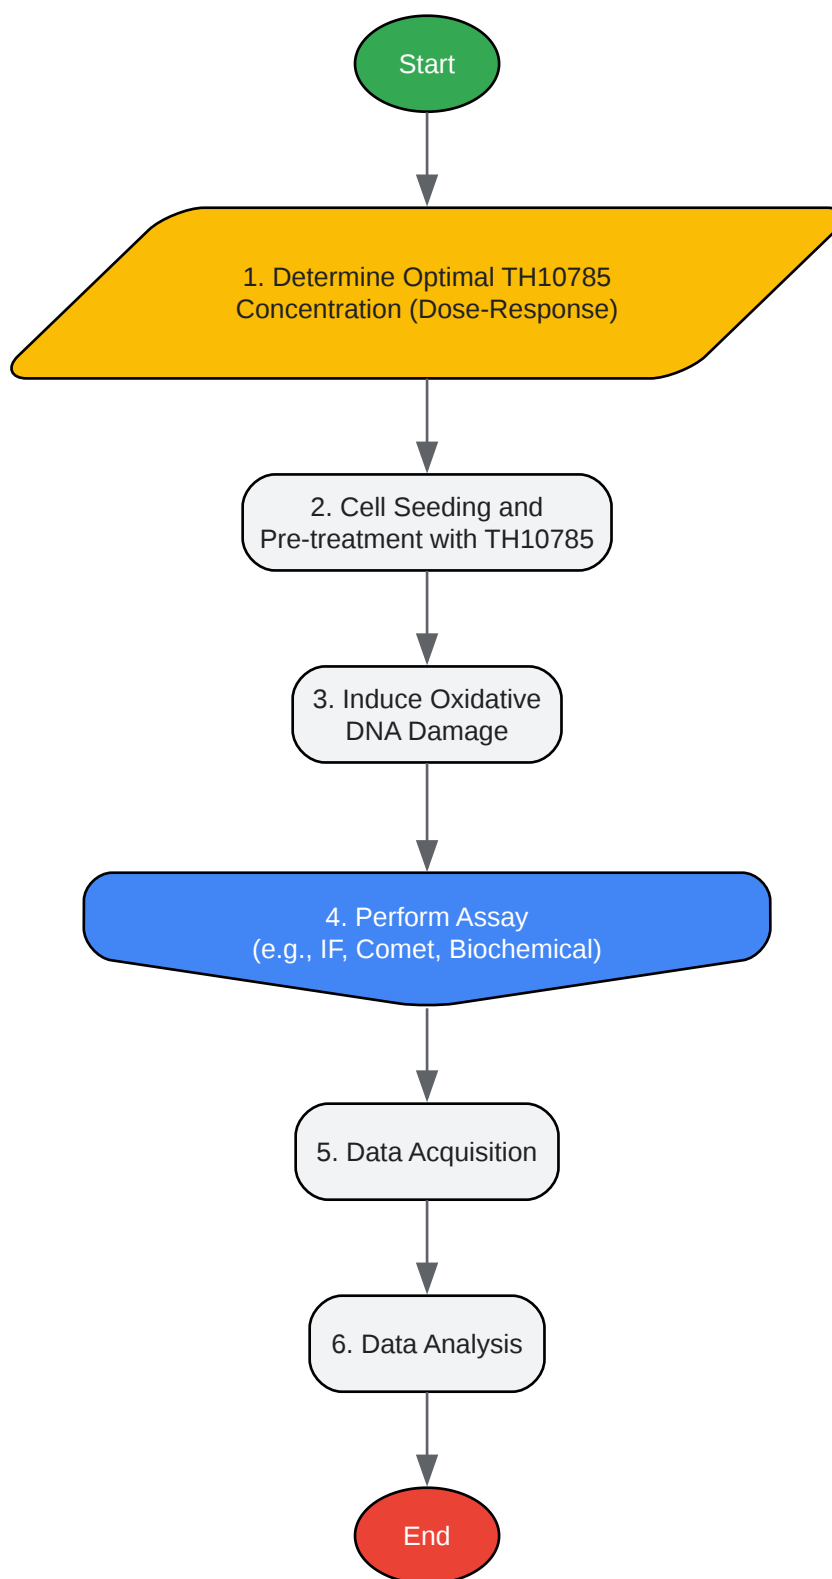 Start
1. Determine Optimal TH10785
Concentration (Dose-Response)
2. Cell Seeding and
Pre-treatment with TH10785
3. Induce Oxidative
DNA Damage
4. Perform Assay
(e.g., IF, Comet, Biochemical)
5. Data Acquisition
6. Data Analysis
End